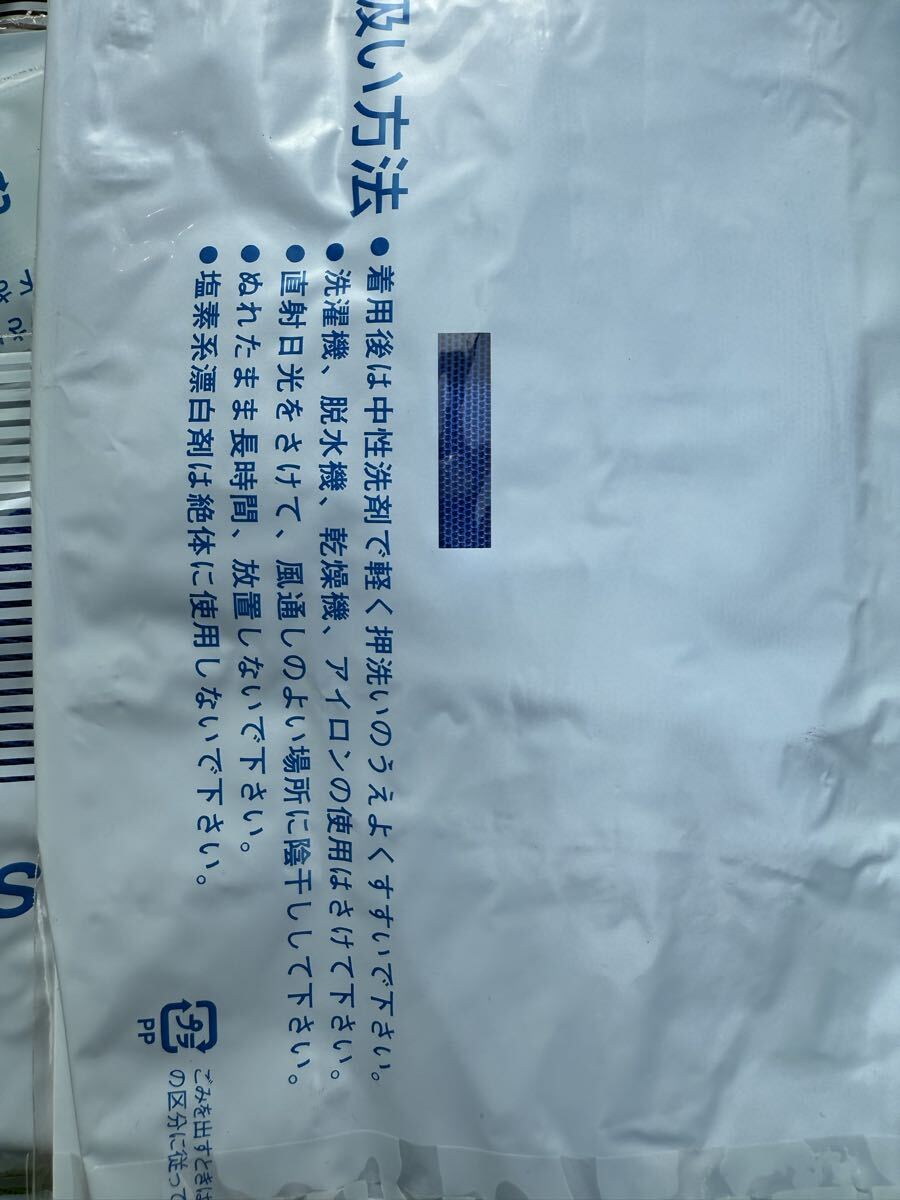 扱い方法
●着用後は中性洗剤で軽く押洗いのうえよくすすいで下さい。
●洗濯機、脱水機、乾燥機、アイロンの使用はさけて下さい。
●直射日光をさけて、風通しのよい場所に陰干しして下さい。
●ぬれたまま長時間、放置しないで下さい。
●塩素系漂白剤は絶体に使用しないで下さい。
プラ
PP
ごみを出すときは
の区分に従って
S